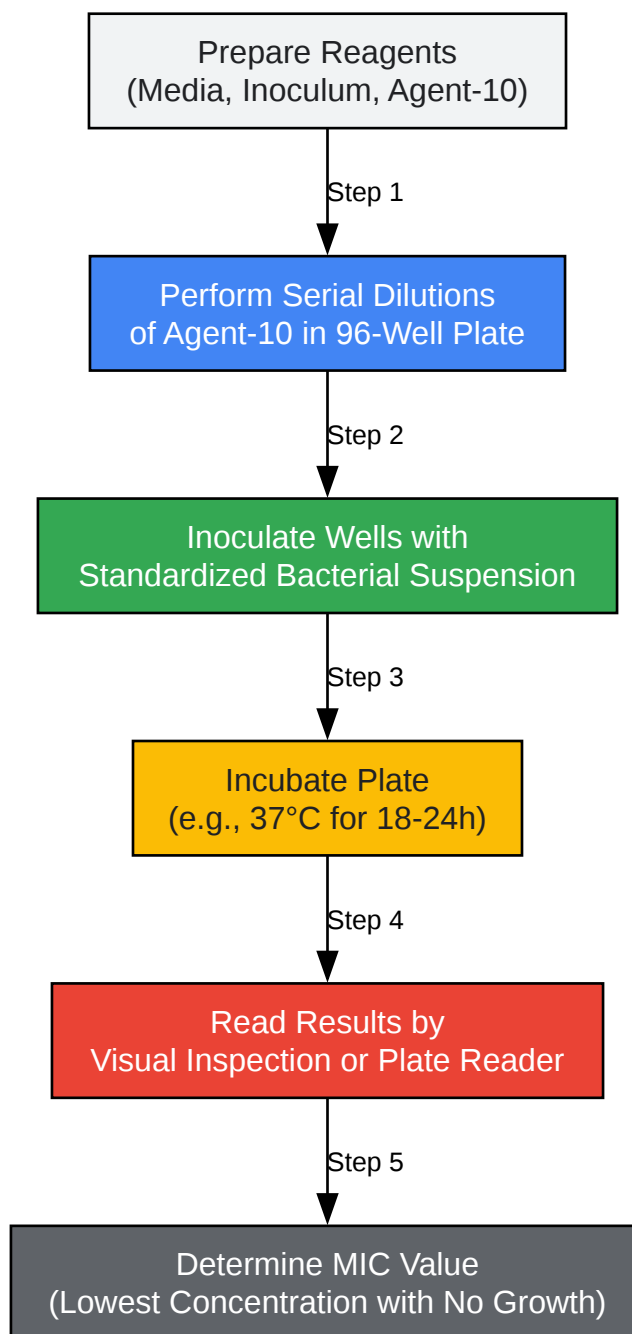 Prepare Reagents
(Media, Inoculum, Agent-10)
Step 1
Perform Serial Dilutions
of Agent-10 in 96-Well Plate
Step 2
Inoculate Wells with
Standardized Bacterial Suspension
Step 3
Incubate Plate
(e.g., 37°C for 18-24h)
Step 4
Read Results by
Visual Inspection or Plate Reader
Step 5
Determine MIC Value
(Lowest Concentration with No Growth)